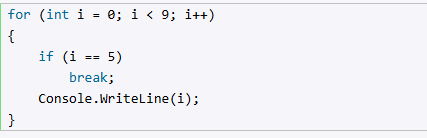 for (int i = 0; i < 9; i++)
{
    if (i == 5)
        break;
    Console.WriteLine(i);
}